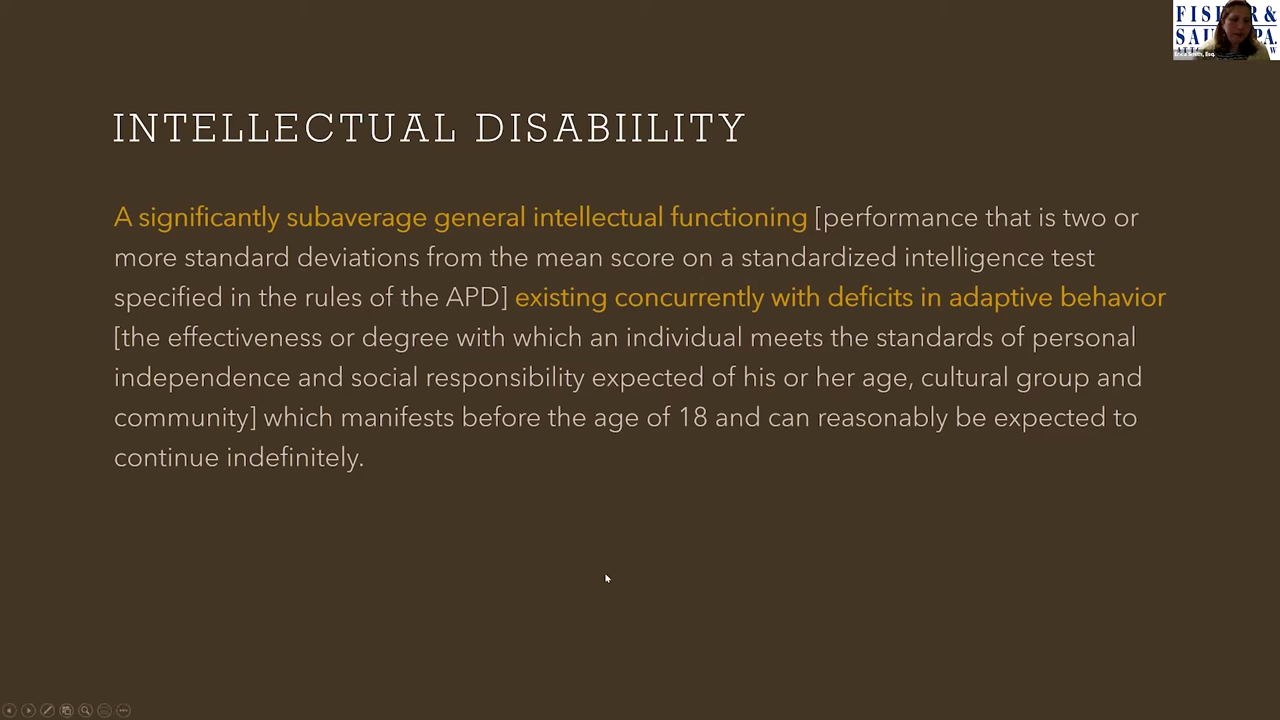 FIS R &
SAU P.A.
INTELLECTUAL DISABIILITY
A significantly subaverage general intellectual functioning [performance that is two or
more standard deviations from the mean score on a standardized intelligence test
specified in the rules of the APD] existing concurrently with deficits in adaptive behavior
[the effectiveness or degree with which an individual meets the standards of personal
independence and social responsibility expected of his or her age, cultural group and
community] which manifests before the age of 18 and can reasonably be expected to
continue indefinitely.